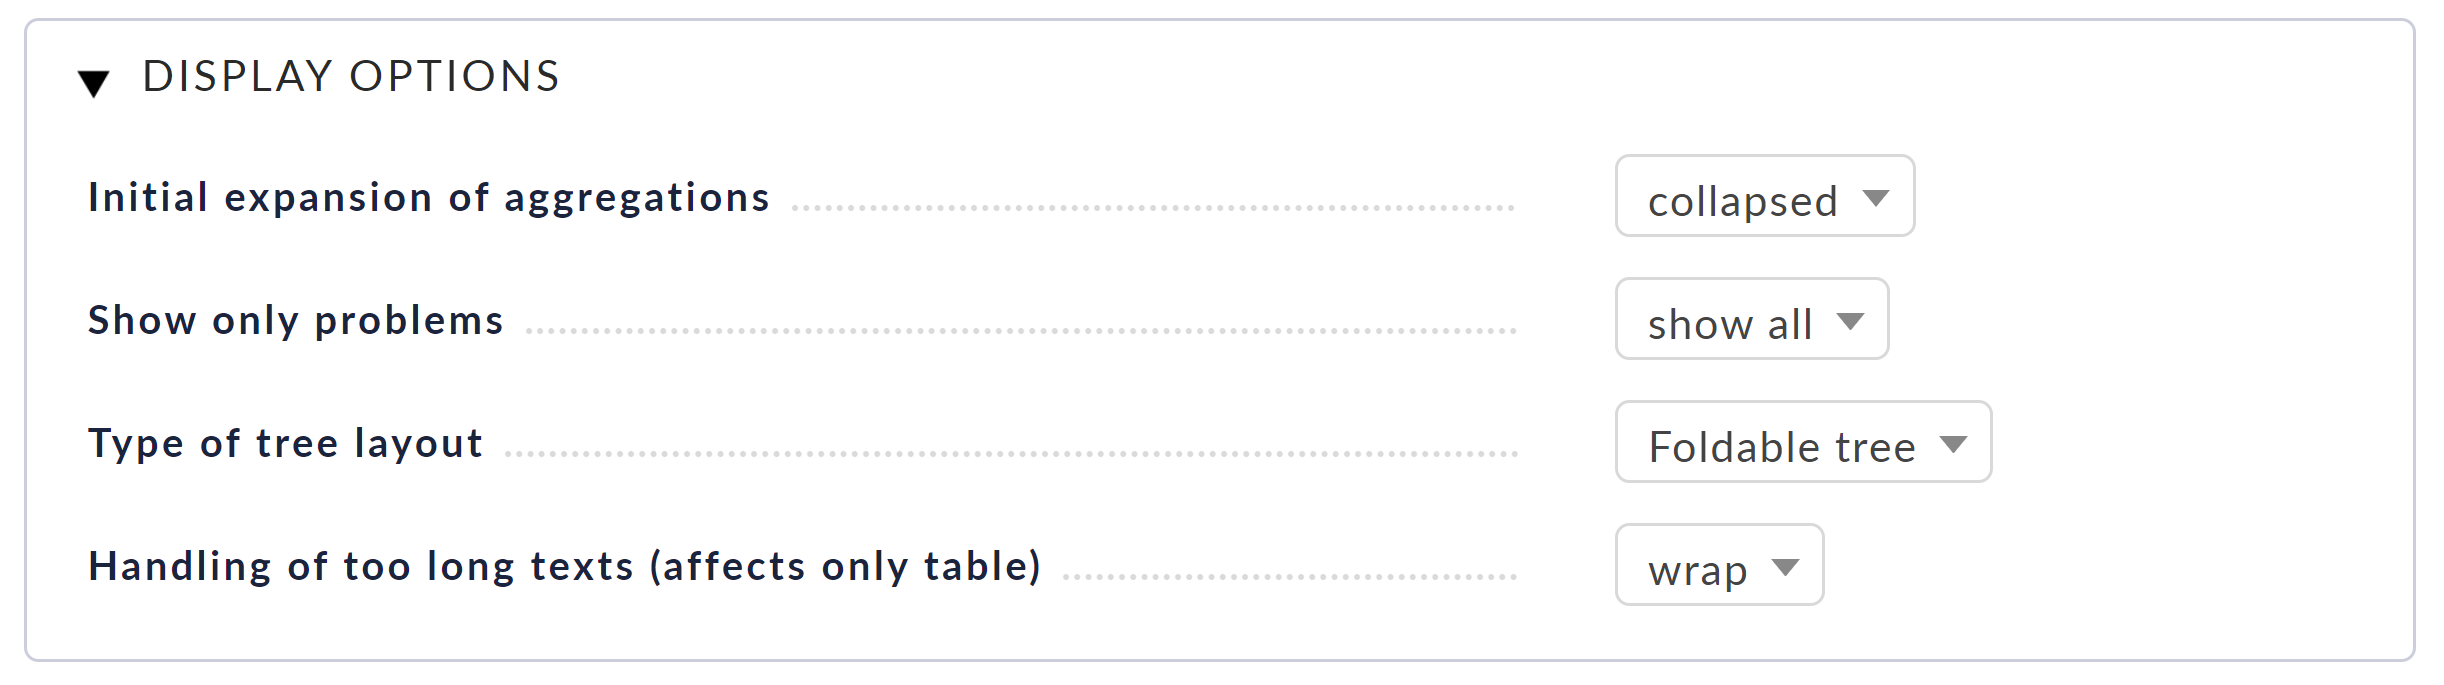 DISPLAY OPTIONS
Initial expansion of aggregations collapsed
Show only problems show all
Type of tree layout Foldable tree
Handling of too long texts (affects only table) wrap